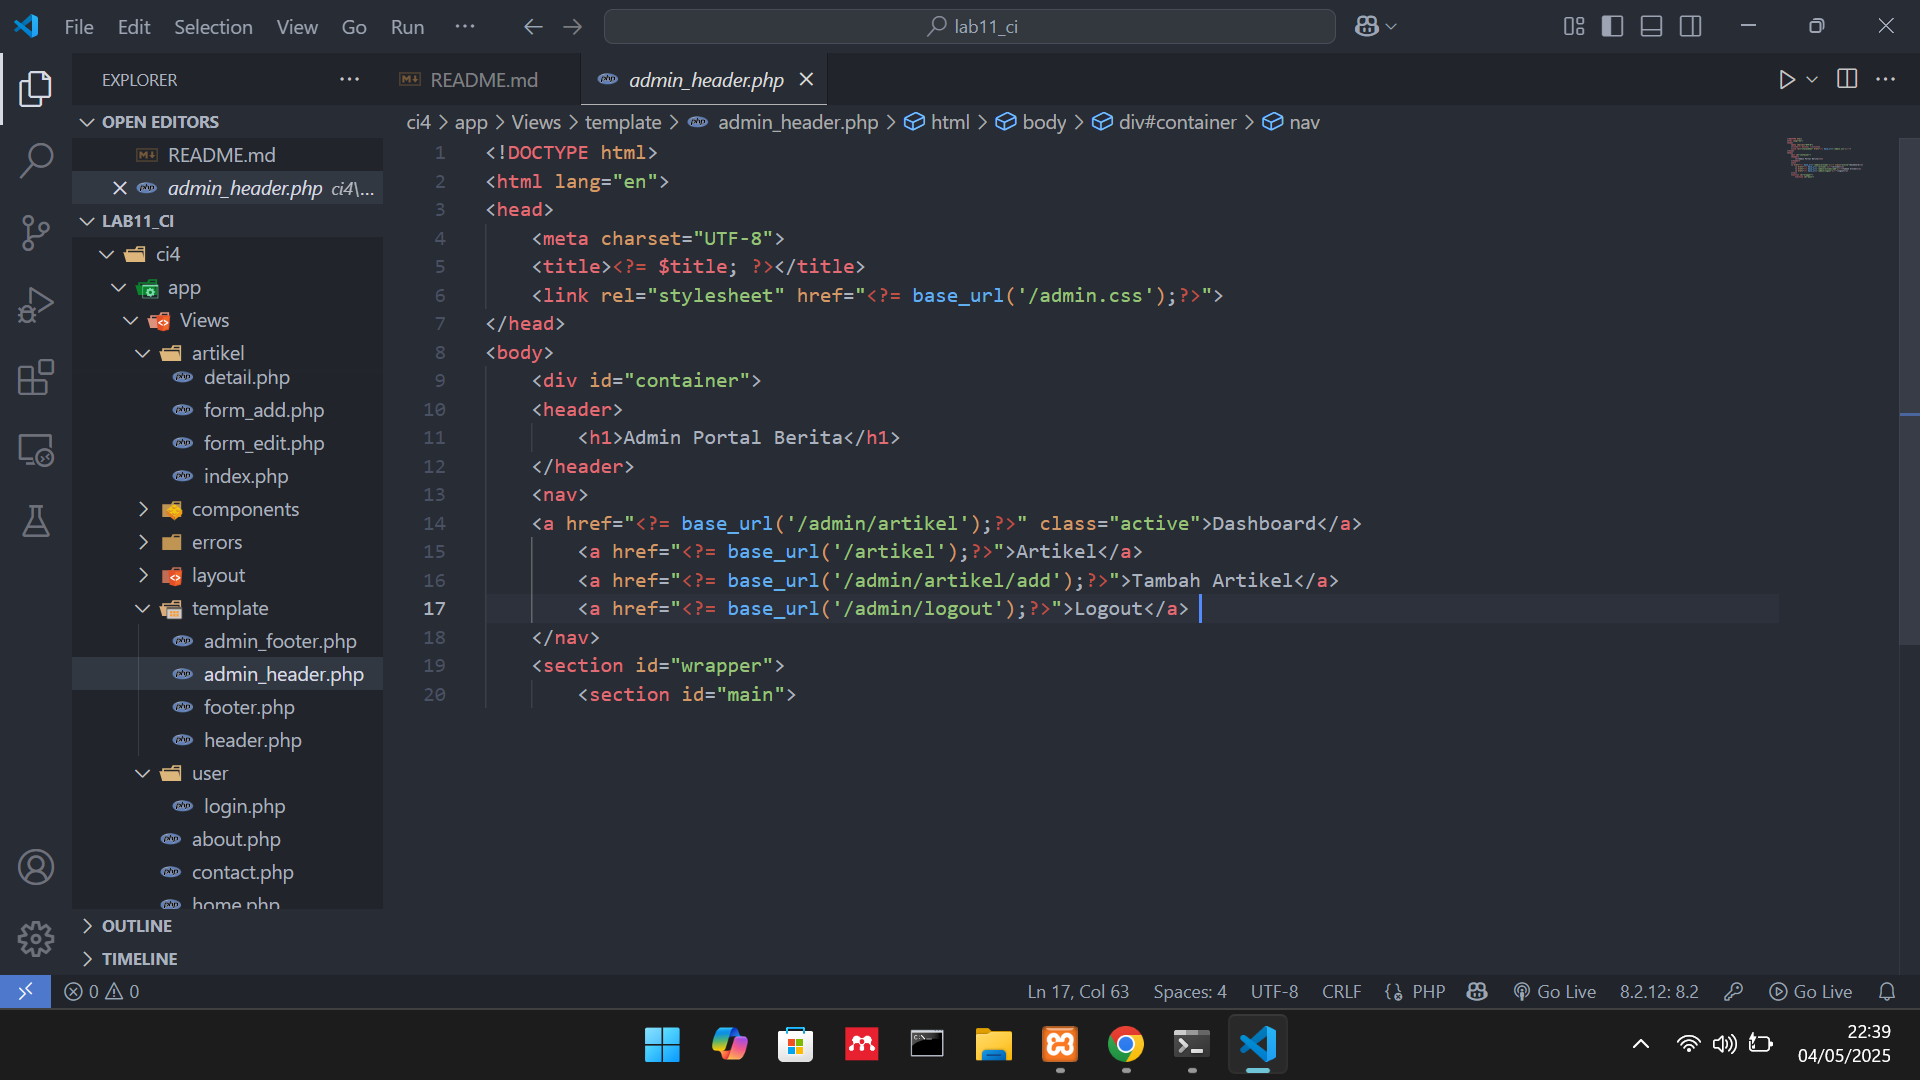 File Edit Selection View Go Run ··· lab11_ci
EXPLORER ···
README.md
admin_header.php
OPEN EDITORS
README.md
admin_header.php ci4\...
LAB11_CI
ci4
app
Views
artikel
detail.php
form_add.php
form_edit.php
index.php
components
errors
layout
template
admin_footer.php
admin_header.php
footer.php
header.php
user
login.php
about.php
contact.php
home.php
OUTLINE
TIMELINE
ci4 > app > Views > template > admin_header.php > html > body > div#container > nav
1 <!DOCTYPE html>
2 <html lang="en">
3 <head>
4 <meta charset="UTF-8">
5 <title><?= $title; ?></title>
6 <link rel="stylesheet" href="<?= base_url('/admin.css');?>">
7 </head>
8 <body>
9 <div id="container">
10 <header>
11 <h1>Admin Portal Berita</h1>
12 </header>
13 <nav>
14 <a href="<?= base_url('/admin/artikel');?>" class="active">Dashboard</a>
15 <a href="<?= base_url('/artikel');?>">Artikel</a>
16 <a href="<?= base_url('/admin/artikel/add');?>">Tambah Artikel</a>
17 <a href="<?= base_url('/admin/logout');?>">Logout</a>
18 </nav>
19 <section id="wrapper">
20 <section id="main">
0 0 Ln 17, Col 63 Spaces: 4 UTF-8 CRLF PHP Go Live 8.2.12: 8.2 Go Live
22:39
04/05/2025